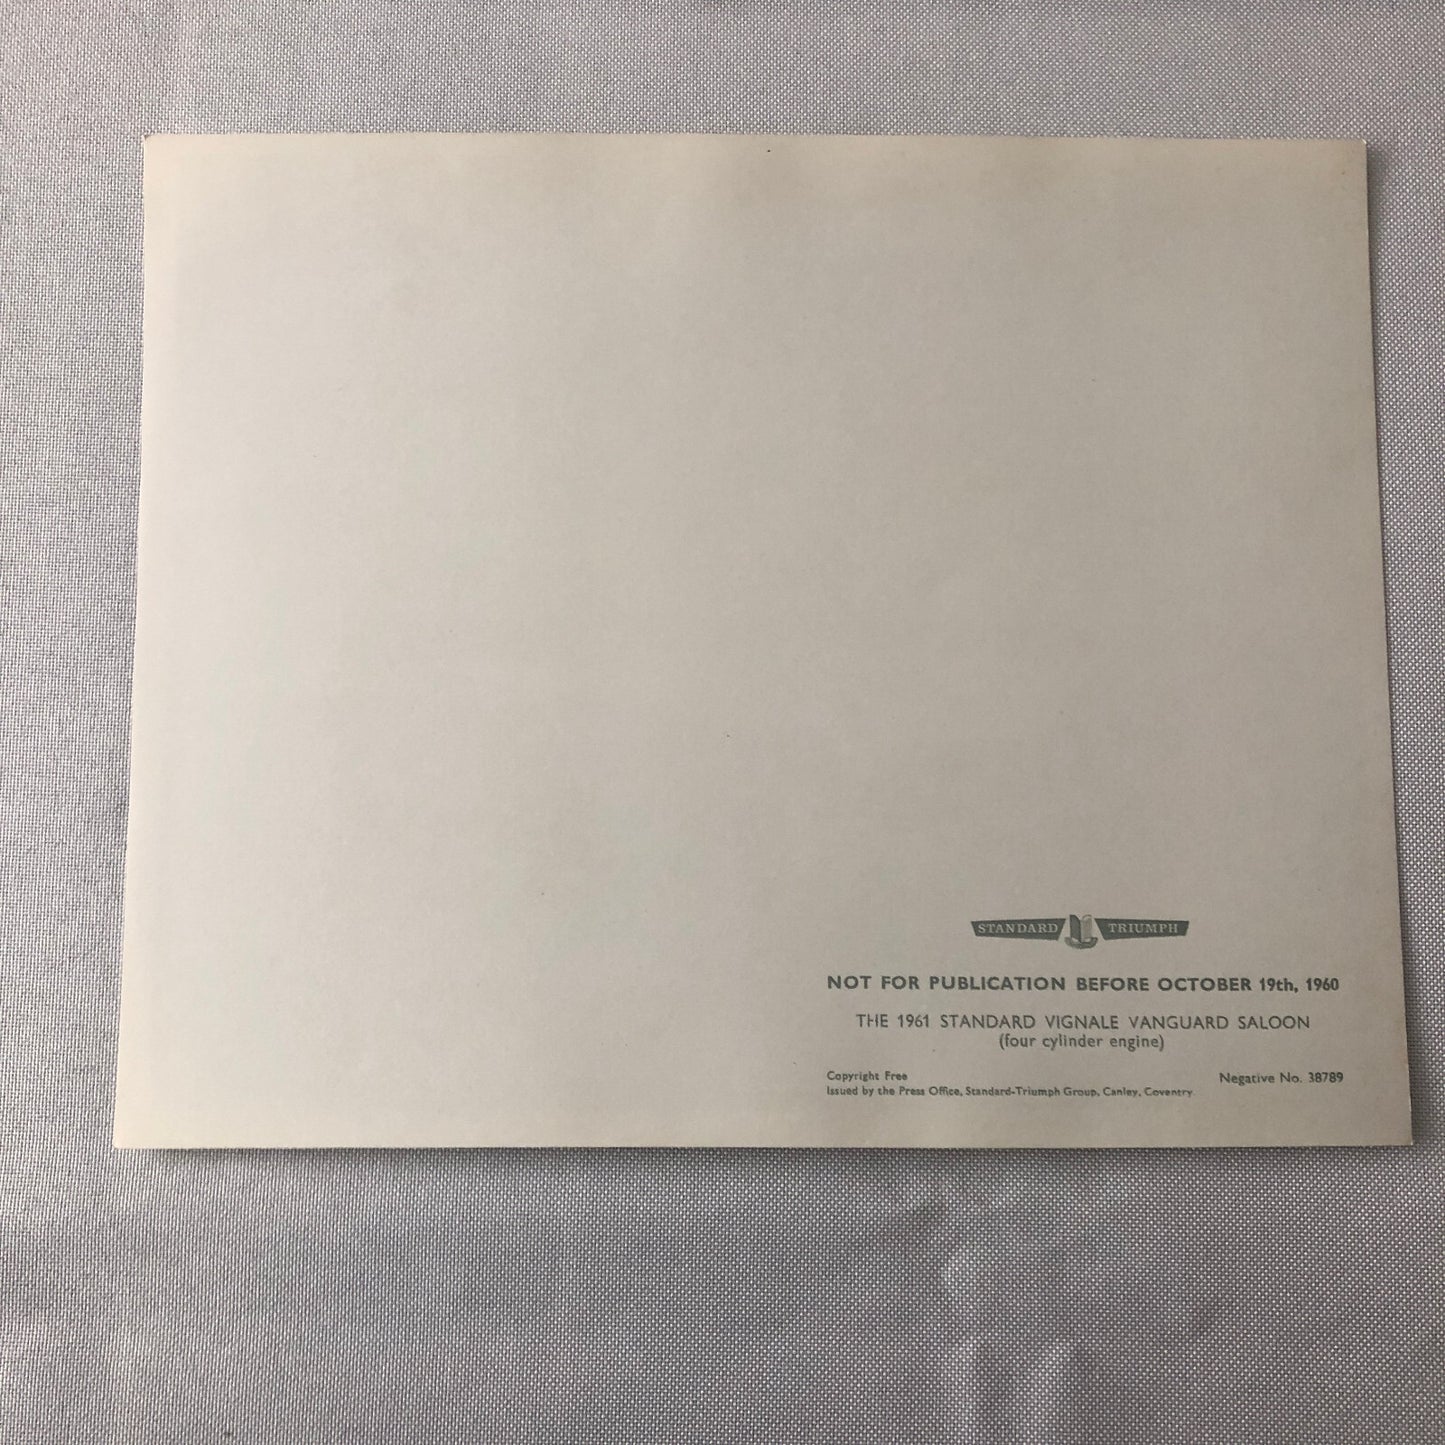 STANDARD TRIUMPH
NOT FOR PUBLICATION BEFORE OCTOBER 19th, 1960
THE 1961 STANDARD VIGNALE VANGUARD SALOON
(four cylinder engine)
Copyright Free
Negative No. 38789
Issued by the Press Office, Standard-Triumph Group, Canley, Coventry